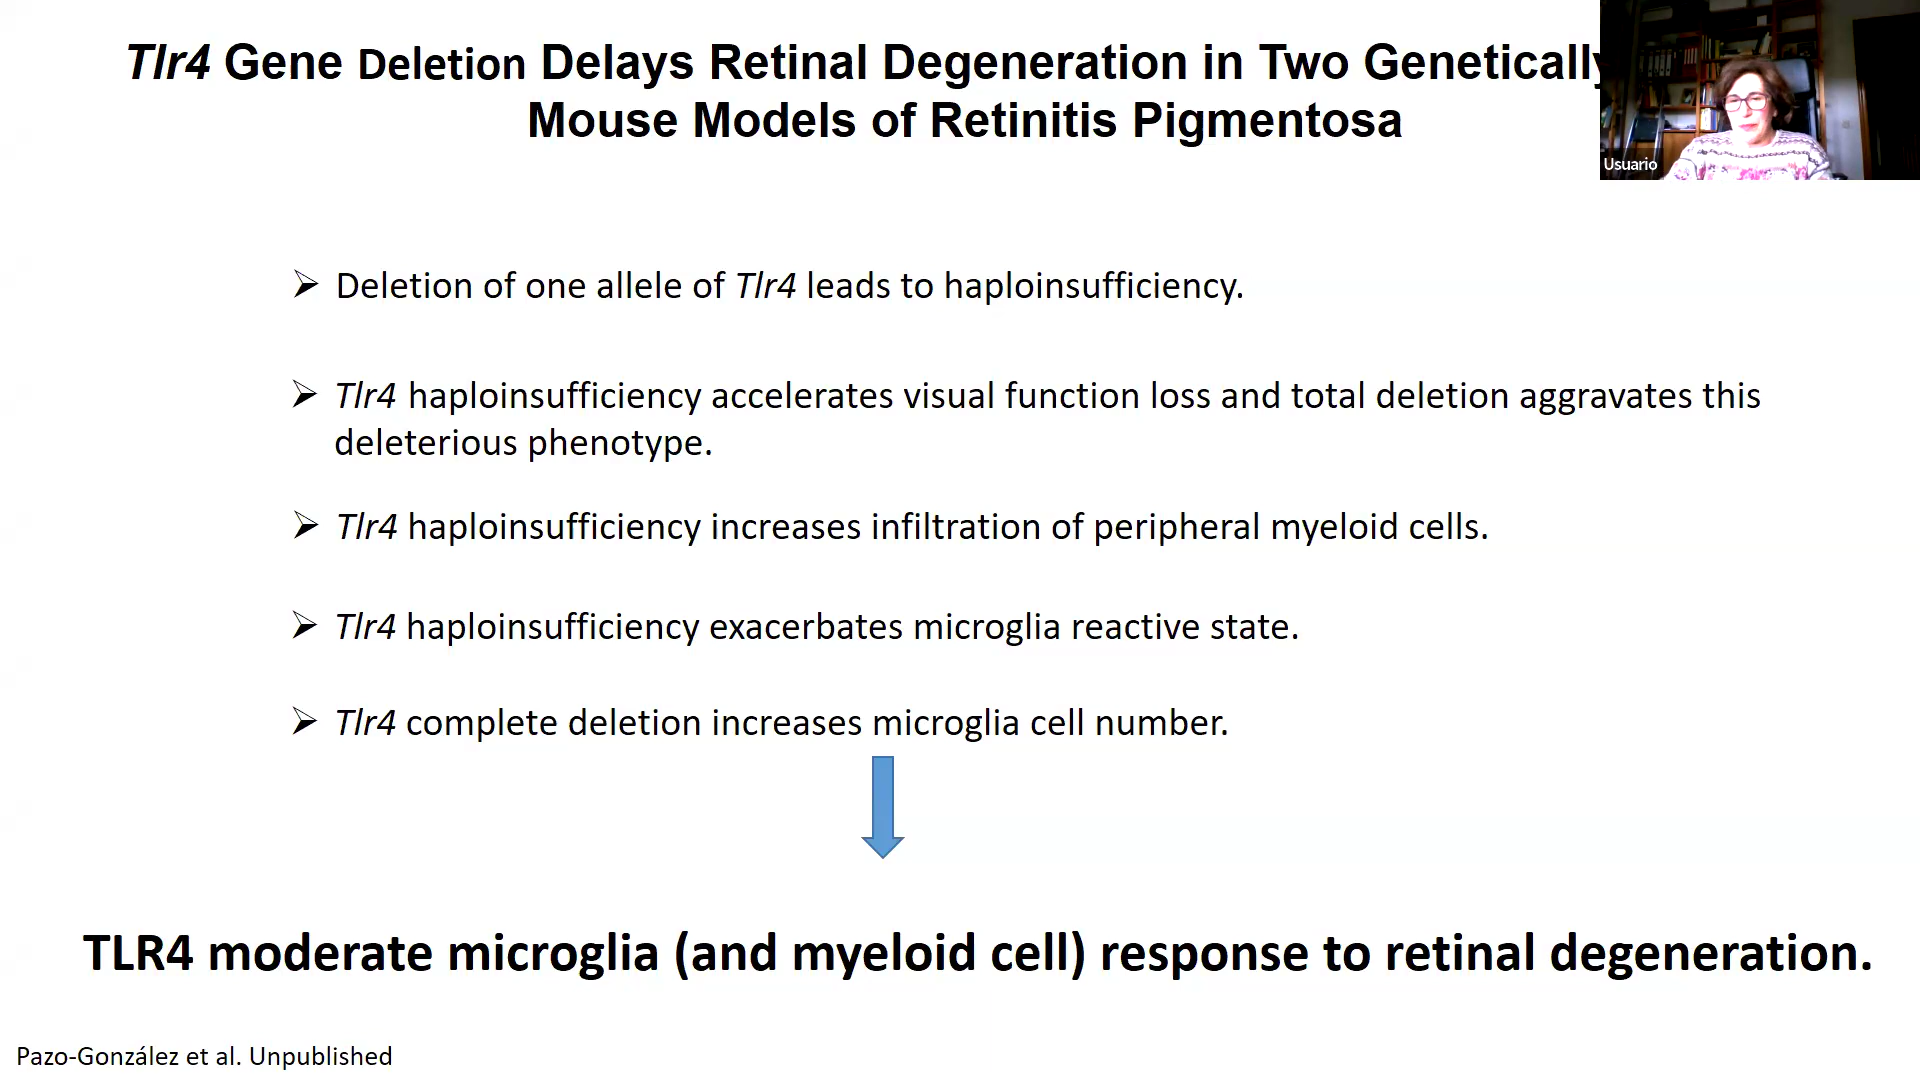 Tlr4 Gene Deletion Delays Retinal Degeneration in Two Genetically
Mouse Models of Retinitis Pigmentosa
Usuario
➢ Deletion of one allele of Tlr4 leads to haploinsufficiency.
➢ Tlr4 haploinsufficiency accelerates visual function loss and total deletion aggravates this
deleterious phenotype.
➢ Tlr4 haploinsufficiency increases infiltration of peripheral myeloid cells.
➢ Tlr4 haploinsufficiency exacerbates microglia reactive state.
➢ Tlr4 complete deletion increases microglia cell number.
TLR4 moderate microglia (and myeloid cell) response to retinal degeneration.
Pazo-González et al. Unpublished